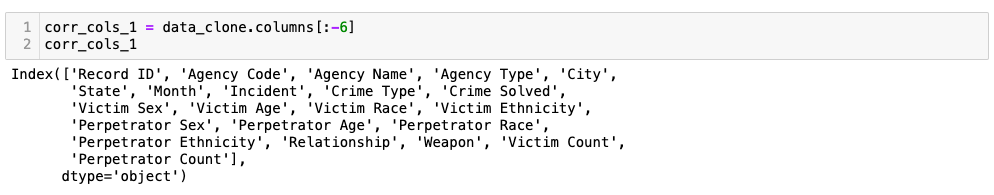 1 corr_cols_1 = data_clone.columns[:-6]
2 corr_cols_1
Index(['Record ID', 'Agency Code', 'Agency Name', 'Agency Type', 'City',
       'State', 'Month', 'Incident', 'Crime Type', 'Crime Solved',
       'Victim Sex', 'Victim Age', 'Victim Race', 'Victim Ethnicity',
       'Perpetrator Sex', 'Perpetrator Age', 'Perpetrator Race',
       'Perpetrator Ethnicity', 'Relationship', 'Weapon', 'Victim Count',
       'Perpetrator Count'],
      dtype='object')